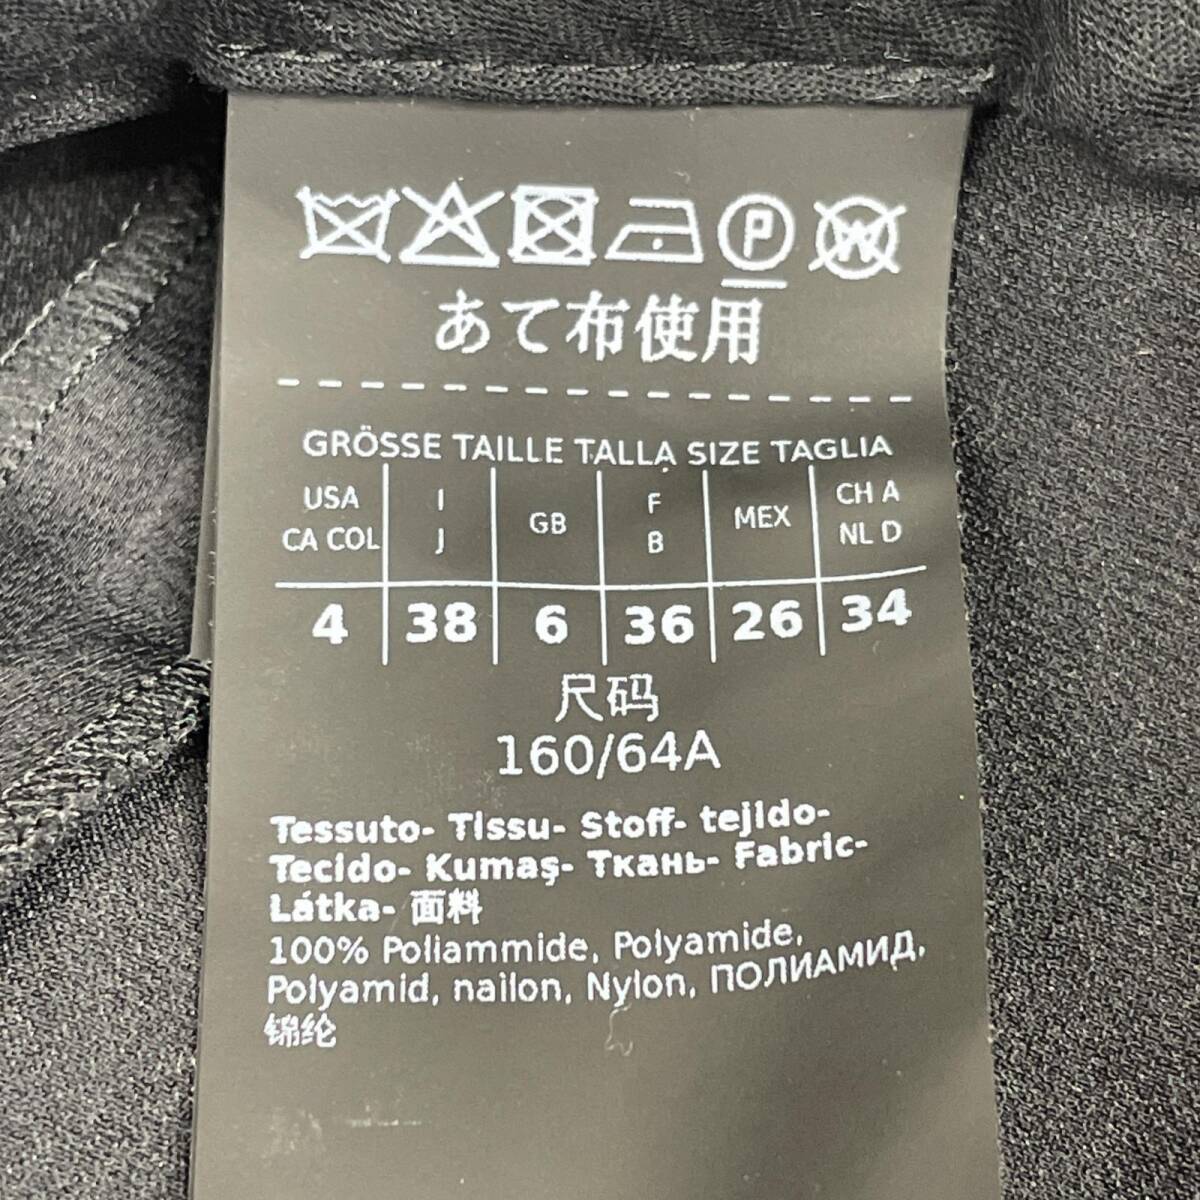 P W
あて布使用
GRÖSSE TAILLE TALLA SIZE TAGLIA
USA I GB F MEX CH A
CA COL J B NL D
4 38 6 36 26 34
尺码
160/64A
Tessuto- Tissu- Stoff- tejido-
Tecido- Kumaş- Ткань- Fabric-
Látka- 面料
100% Poliammide, Polyamide,
Polyamid, nailon, Nylon, ПОЛИАМИД,
锦纶